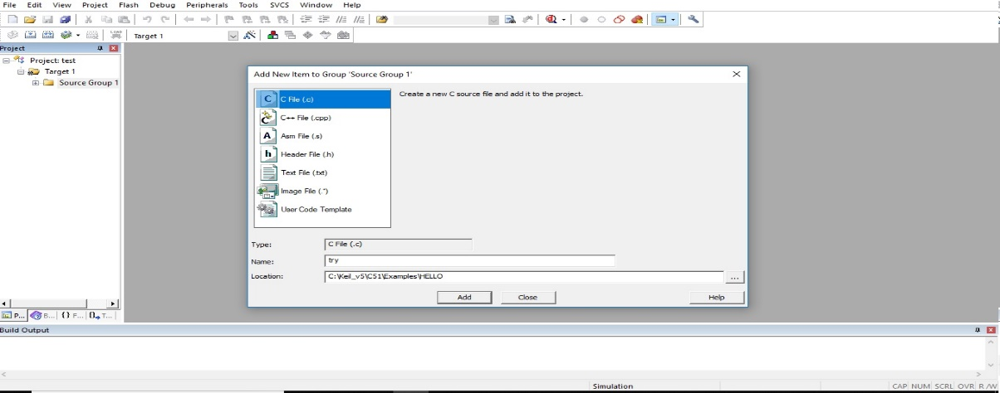 File Edit View Project Flash Debug Peripherals Tools SVCS Window Help
Target 1
Project
Project: test
Target 1
Source Group 1
Add New Item to Group 'Source Group 1'
C File (.c)
Create a new C source file and add it to the project.
C++ File (.cpp)
Asm File (.s)
Header File (.h)
Text File (.txt)
Image File (.*)
User Code Template
Type: C File (.c)
Name: try
Location: C:\Keil_v5\C51\Examples\HELLO
...
Add Close Help
P... B... {} F... 0 T...
Build Output
Simulation CAP NUM SCRL OVR R/W